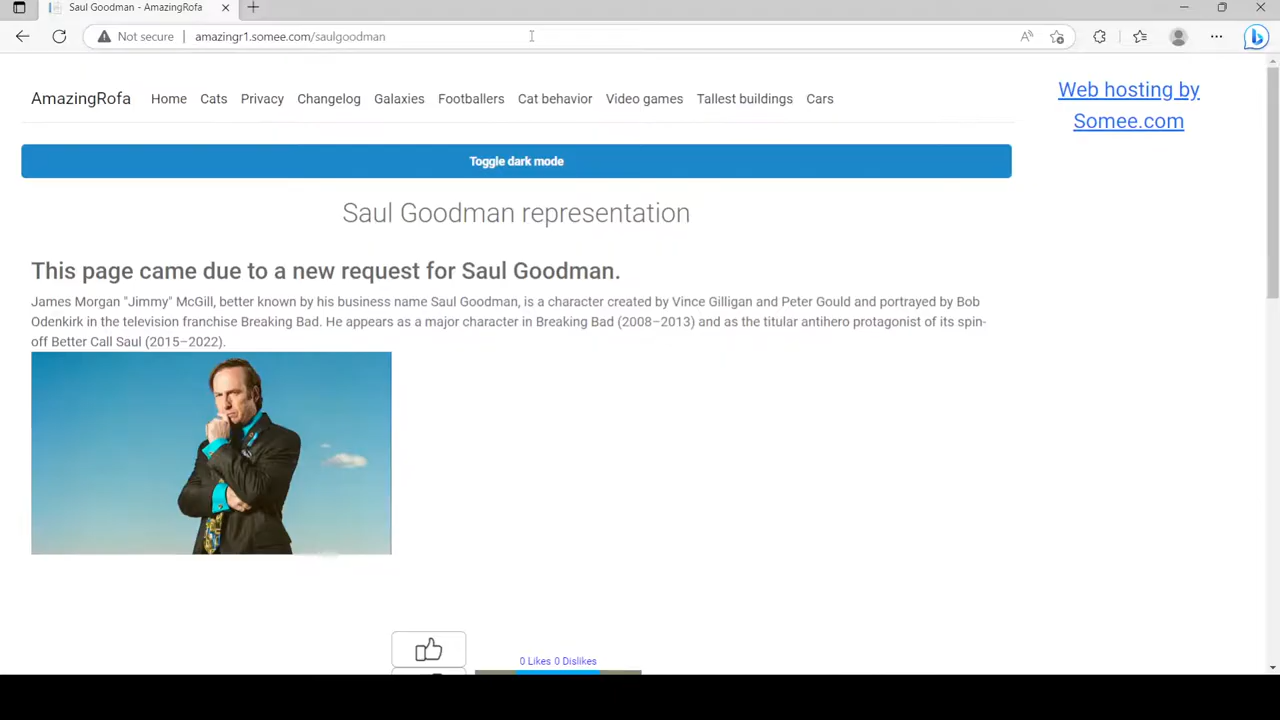 Saul Goodman - AmazingRofa
Not secure
amazingr1.somee.com/saulgoodman
AmazingRofa Home Cats Privacy Changelog Galaxies Footballers Cat behavior Video games Tallest buildings Cars
Web hosting by
Somee.com
Toggle dark mode
Saul Goodman representation
This page came due to a new request for Saul Goodman.
James Morgan "Jimmy" McGill, better known by his business name Saul Goodman, is a character created by Vince Gilligan and Peter Gould and portrayed by Bob
Odenkirk in the television franchise Breaking Bad. He appears as a major character in Breaking Bad (2008–2013) and as the titular antihero protagonist of its spin-
off Better Call Saul (2015–2022).
0 Likes 0 Dislikes